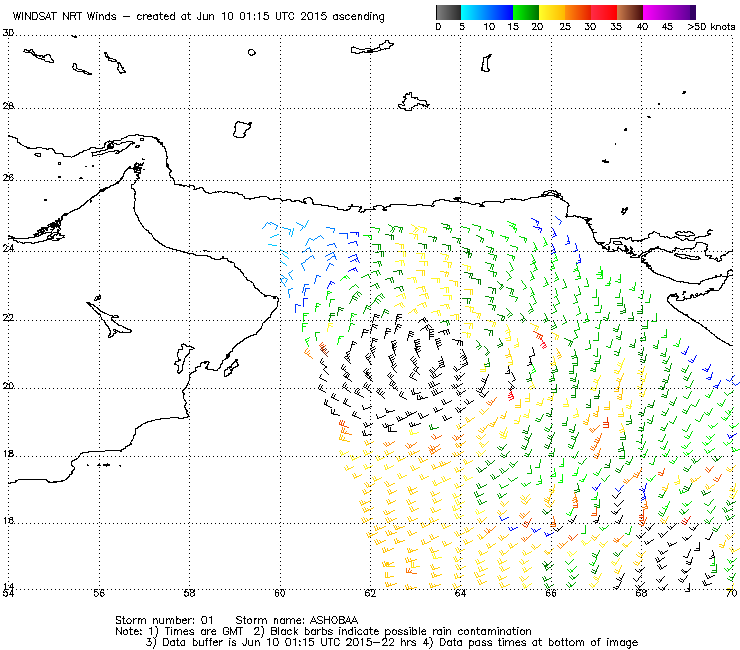 WINDSAT NRT Winds - created at Jun 10 01:15 UTC 2015 ascending
0 5 10 15 20 25 30 35 40 45 >50 knots
30
28
26
24
22
20
18
16
14
54 56 58 60 62 64 66 68 70
Storm number: 01 Storm name: ASHOBAA
Note: 1) Times are GMT 2) Black barbs indicate possible rain contamination
3) Data buffer is Jun 10 01:15 UTC 2015-22 hrs 4) Data pass times at bottom of image